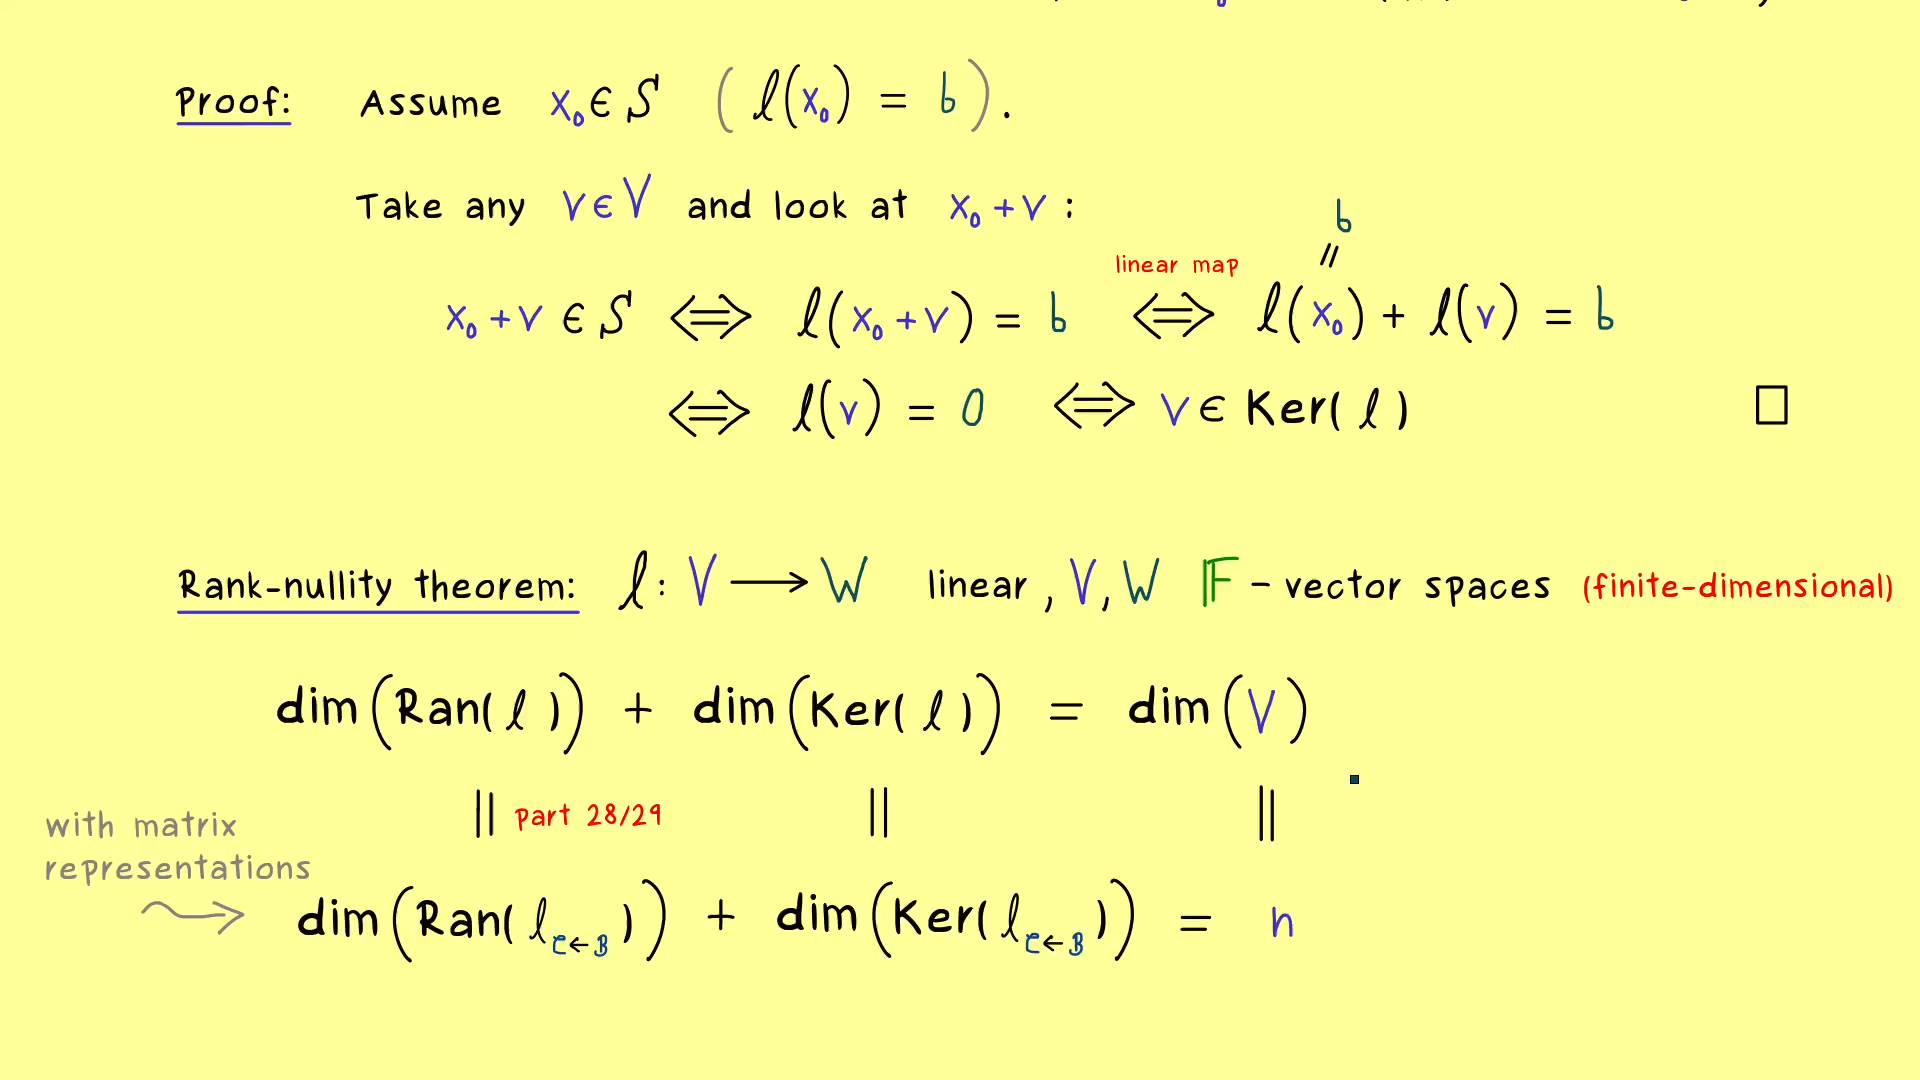 Proof: Assume x₀ ∈ S ( ℓ(x₀) = b ).
Take any v ∈ V and look at x₀ + v :
b
linear map =
x₀ + v ∈ S ⟺ ℓ(x₀ + v) = b ⟺ ℓ(x₀) + ℓ(v) = b
⟺ ℓ(v) = 0 ⟺ v ∈ Ker(ℓ) □
Rank-nullity theorem: ℓ: V ⟶ W linear, V, W 𝔽-vector spaces (finite-dimensional)
dim(Ran(ℓ)) + dim(Ker(ℓ)) = dim(V)
|| part 28/29 || ||
with matrix
representations
dim(Ran(ℓ_C←B)) + dim(Ker(ℓ_C←B)) = n